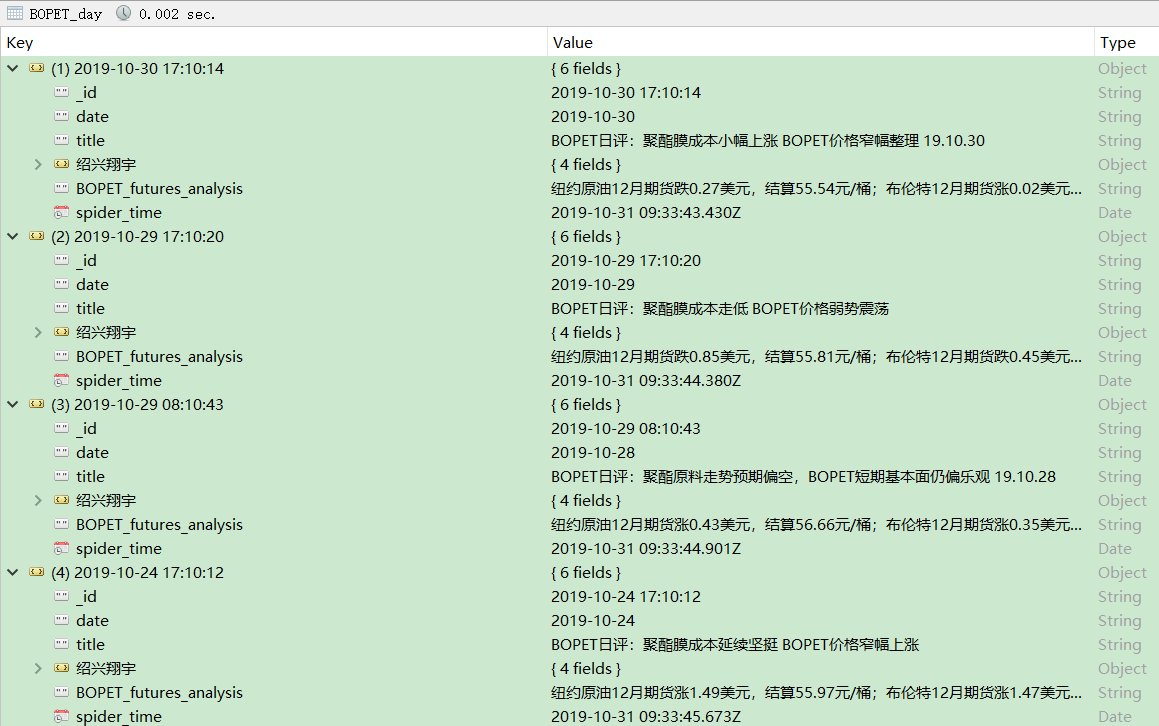 BOPET_day 0.002 sec.
Key Value Type
(1) 2019-10-30 17:10:14 { 6 fields } Object
_id 2019-10-30 17:10:14 String
date 2019-10-30 String
title BOPET日评：聚酯膜成本小幅上涨 BOPET价格窄幅整理 19.10.30 String
绍兴翔宇 { 4 fields } Object
BOPET_futures_analysis 纽约原油12月期货跌0.27美元，结算55.54元/桶；布伦特12月期货涨0.02美元... String
spider_time 2019-10-31 09:33:43.430Z Date
(2) 2019-10-29 17:10:20 { 6 fields } Object
_id 2019-10-29 17:10:20 String
date 2019-10-29 String
title BOPET日评：聚酯膜成本走低 BOPET价格弱势震荡 String
绍兴翔宇 { 4 fields } Object
BOPET_futures_analysis 纽约原油12月期货跌0.85美元，结算55.81元/桶；布伦特12月期货跌0.45美元... String
spider_time 2019-10-31 09:33:44.380Z Date
(3) 2019-10-29 08:10:43 { 6 fields } Object
_id 2019-10-29 08:10:43 String
date 2019-10-28 String
title BOPET日评：聚酯原料走势预期偏空，BOPET短期基本面仍偏乐观 19.10.28 String
绍兴翔宇 { 4 fields } Object
BOPET_futures_analysis 纽约原油12月期货涨0.43美元，结算56.66元/桶；布伦特12月期货涨0.35美元... String
spider_time 2019-10-31 09:33:44.901Z Date
(4) 2019-10-24 17:10:12 { 6 fields } Object
_id 2019-10-24 17:10:12 String
date 2019-10-24 String
title BOPET日评：聚酯膜成本延续坚挺 BOPET价格窄幅上涨 String
绍兴翔宇 { 4 fields } Object
BOPET_futures_analysis 纽约原油12月期货涨1.49美元，结算55.97元/桶；布伦特12月期货涨1.47美元... String
spider_time 2019-10-31 09:33:45.673Z Date